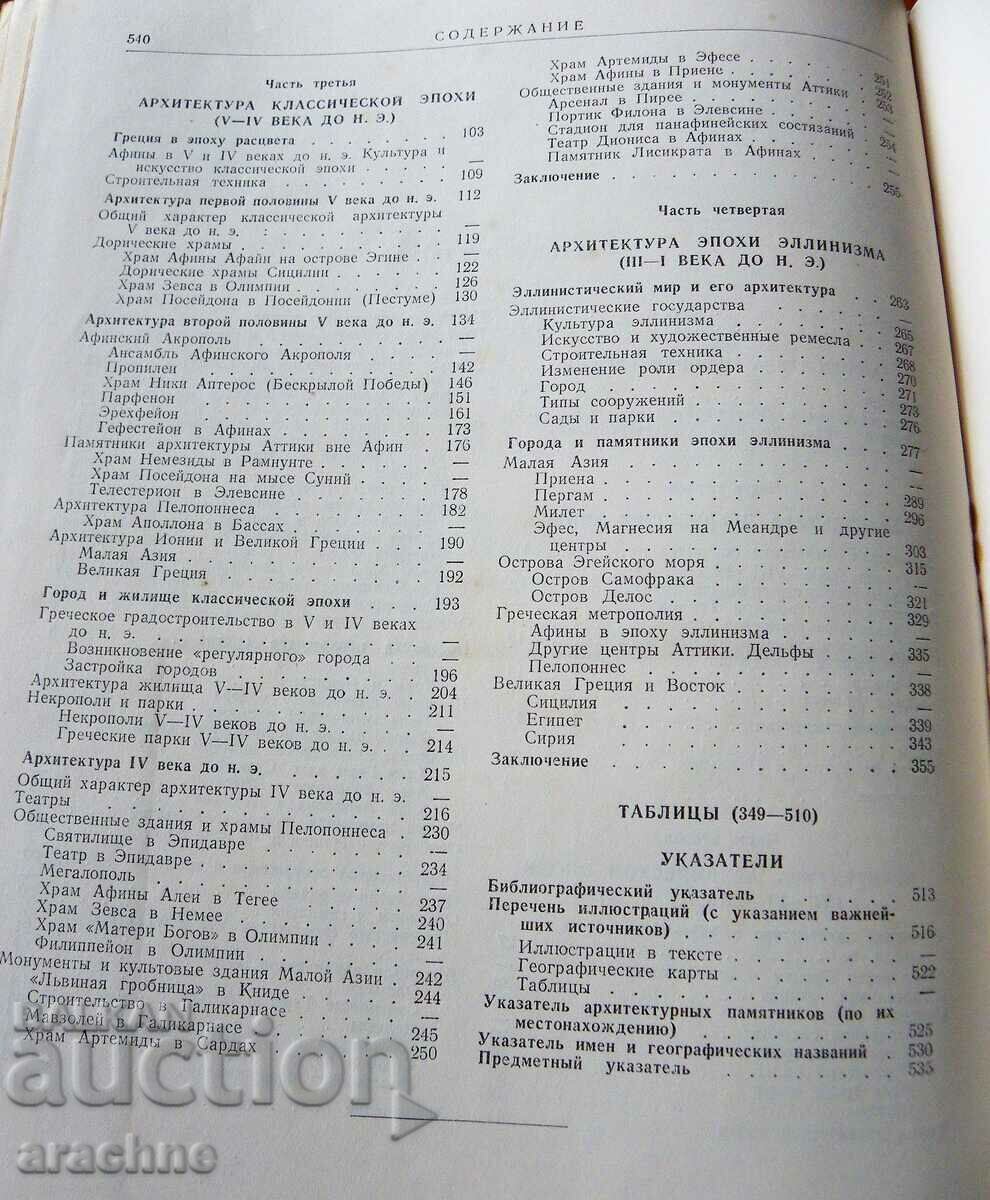 540
СОДЕРЖАНИЕ
Часть третья
АРХИТЕКТУРА КЛАССИЧЕСКОЙ ЭПОХИ
(V—IV ВЕКА ДО Н. Э.)
Греция в эпоху расцвета . . . . . . . 103
Афины в V и IV веках до н. э. Культура и
искусство классической эпохи . . . . . —
Строительная техника . . . . . . . . 109
Архитектура первой половины V века до н. э. 112
Общий характер классической архитектуры
V века до н. э. . . . . . . . . . —
Дорические храмы . . . . . . . . . 119
Храм Афины Афайи на острове Эгине . . —
Дорические храмы Сицилии . . . . . . 122
Храм Зевса в Олимпии . . . . . . . 126
Храм Посейдона в Посейдонии (Пестуме) 130
Архитектура второй половины V века до н. э. 134
Афинский Акрополь . . . . . . . . . —
Ансамбль Афинского Акрополя . . . . —
Пропилеи . . . . . . . . . . . 142
Храм Ники Аптерос (Бескрылой Победы) 146
Парфенон . . . . . . . . . . . 151
Эрехфейон . . . . . . . . . . . 161
Гефестейон в Афинах . . . . . . . . 173
Памятники архитектуры Аттики вне Афин . 176
Храм Немезиды в Рамнунте . . . . . . —
Храм Посейдона на мысе Суний . . . . —
Телестерион в Элевсине . . . . . . . 178
Архитектура Пелопоннеса . . . . . . . 182
Храм Аполлона в Бассах . . . . . . . —
Архитектура Ионии и Великой Греции . . . 190
Малая Азия . . . . . . . . . . . —
Великая Греция . . . . . . . . . . 192
Город и жилище классической эпохи . . . 193
Греческое градостроительство в V и IV веках
до н. э. . . . . . . . . . . . . —
Возникновение «регулярного» города . . —
Застройка городов . . . . . . . . . 196
Архитектура жилища V—IV веков до н. э. . 204
Некрополи и парки . . . . . . . . . 211
Некрополи V—IV веков до н. э. . . . . —
Греческие парки V—IV веков до н. э. . . 214
Архитектура IV века до н. э. . . . . . . 215
Общий характер архитектуры IV века до н. э. —
Театры . . . . . . . . . . . . . 216
Общественные здания и храмы Пелопоннеса . 230
Святилище в Эпидавре . . . . . . . —
Театр в Эпидавре . . . . . . . . . —
Мегалополь . . . . . . . . . . . 234
Храм Афины Алеи в Тегее . . . . . . —
Храм Зевса в Немее . . . . . . . . 237
Храм «Матери Богов» в Олимпии . . . . 240
Филиппейон в Олимпии . . . . . . . 241
Монументы и культовые здания Малой Азии . 242
«Львиная гробница» в Книде . . . . . 244
Строительство в Галикарнасе . . . . . —
Мавзолей в Галикарнасе . . . . . . . 245
Храм Артемиды в Сардах . . . . . . . 250
Храм Артемиды в Эфесе . . . . . . . 251
Храм Афины в Приене . . . . . . . . 252
Общественные здания и монументы Аттики . 253
Арсенал в Пирее . . . . . . . . . —
Портик Филона в Элевсине . . . . . . —
Стадион для панафинейских состязаний . 254
Театр Диониса в Афинах . . . . . . . —
Памятник Лисикрата в Афинах . . . . —
Заключение . . . . . . . . . . . . 255
Часть четвертая
АРХИТЕКТУРА ЭПОХИ ЭЛЛИНИЗМА
(III—I ВЕКА ДО Н. Э.)
Эллинистический мир и его архитектура . . 263
Эллинистические государства . . . . . . —
Культура эллинизма . . . . . . . . 265
Искусство и художественные ремесла . . 267
Строительная техника . . . . . . . . 268
Изменение роли ордера . . . . . . . 270
Город . . . . . . . . . . . . . 271
Типы сооружений . . . . . . . . . 273
Сады и парки . . . . . . . . . . 276
Города и памятники эпохи эллинизма . . . 277
Малая Азия . . . . . . . . . . . . —
Приена . . . . . . . . . . . . —
Пергам . . . . . . . . . . . . 289
Милет . . . . . . . . . . . . . 296
Эфес, Магнесия на Меандре и другие
центры . . . . . . . . . . . . 303
Острова Эгейского моря . . . . . . . . 315
Остров Самофрака . . . . . . . . . —
Остров Делос . . . . . . . . . . . 321
Греческая метрополия . . . . . . . . . 329
Афины в эпоху эллинизма . . . . . . —
Другие центры Аттики. Дельфы . . . . 335
Пелопоннес . . . . . . . . . . . —
Великая Греция и Восток . . . . . . . 338
Сицилия . . . . . . . . . . . . —
Египет . . . . . . . . . . . . 339
Сирия . . . . . . . . . . . . . 343
Заключение . . . . . . . . . . . . 355
ТАБЛИЦЫ (349—510)
УКАЗАТЕЛИ
Библиографический указатель . . . . . . 513
Перечень иллюстраций (с указанием важней-
ших источников) . . . . . . . . . 516
Иллюстрации в тексте . . . . . . . . —
Географические карты . . . . . . . . 522
Таблицы . . . . . . . . . . . . —
Указатель архитектурных памятников (по их
местонахождению) . . . . . . . . . 525
Указатель имен и географических названий . 530
Предметный указатель . . . . . . . . 535
BALKAN
auction
arachne